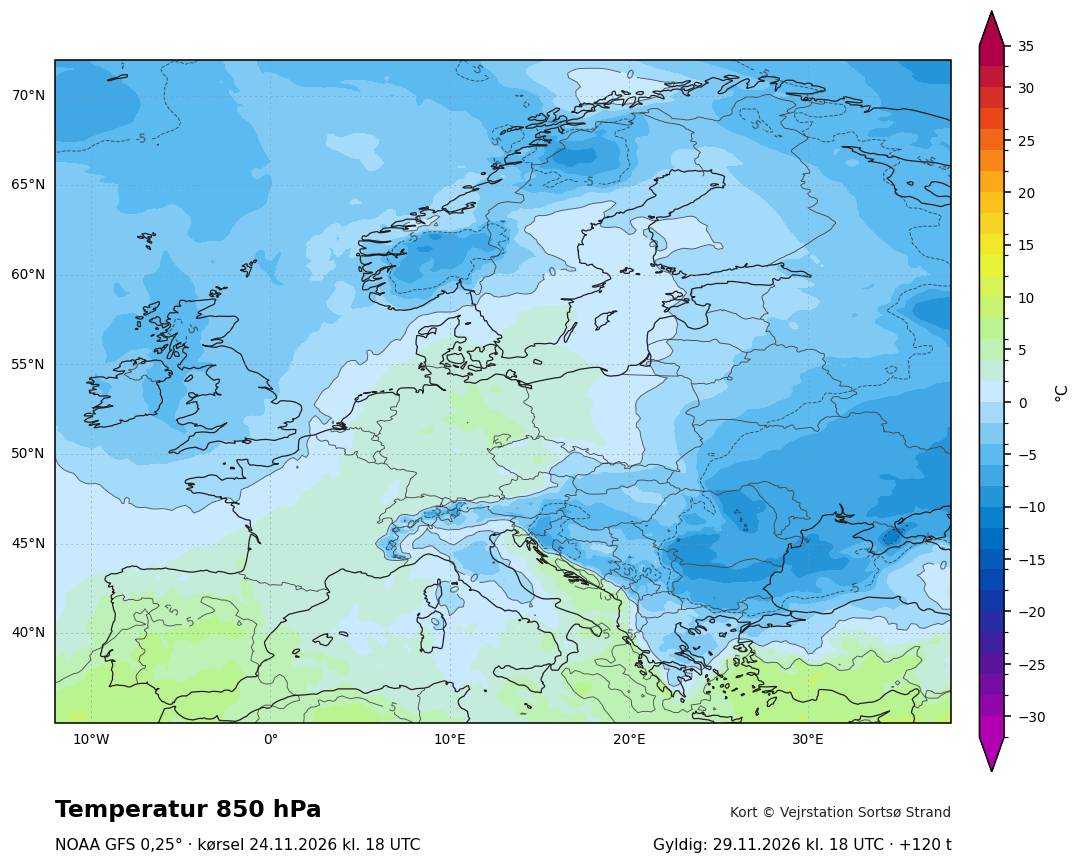 70°N
65°N
60°N
55°N
50°N
45°N
40°N
10°W 0° 10°E 20°E 30°E
35
30
25
20
15
10
5
0
−5
−10
−15
−20
−25
−30
°C
Temperatur 850 hPa
Kort © Vejrstation Sortsø Strand
NOAA GFS 0,25° · kørsel 24.11.2026 kl. 18 UTC
Gyldig: 29.11.2026 kl. 18 UTC · +120 t